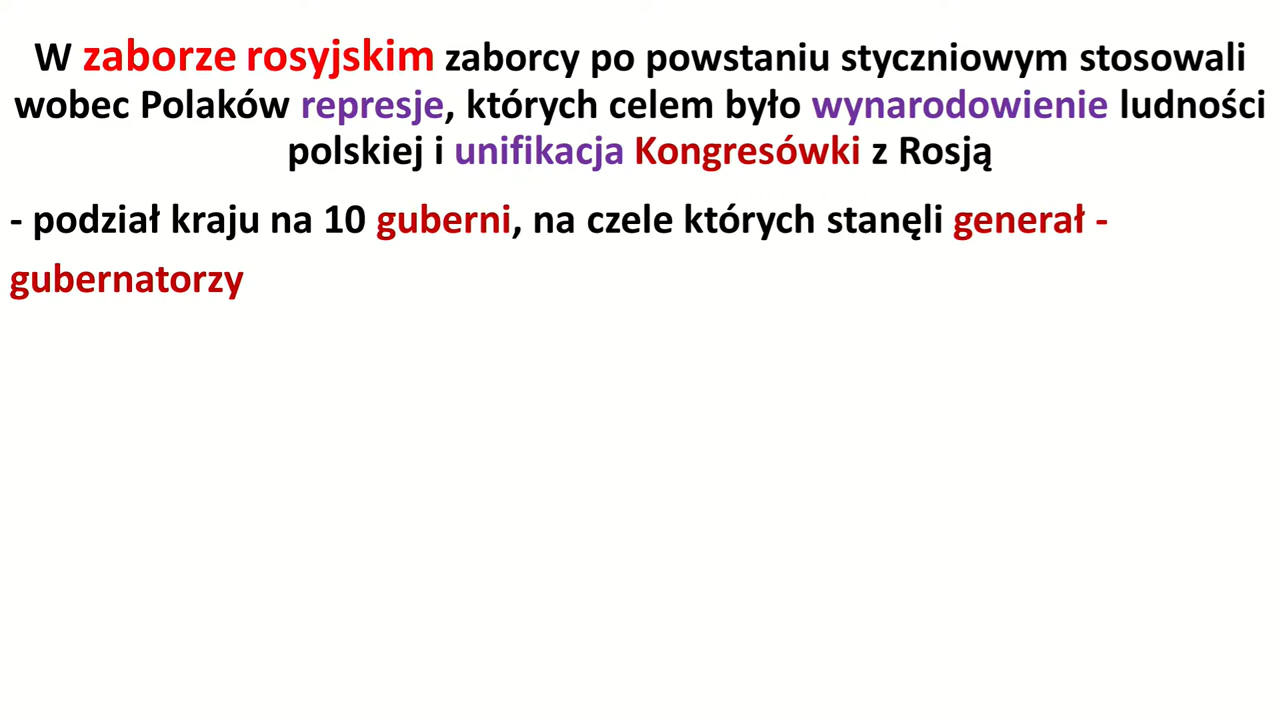 W zaborze rosyjskim zaborcy po powstaniu styczniowym stosowali
wobec Polaków represje, których celem było wynarodowienie ludności
polskiej i unifikacja Kongresówki z Rosją
- podział kraju na 10 guberni, na czele których stanęli generał -
gubernatorzy